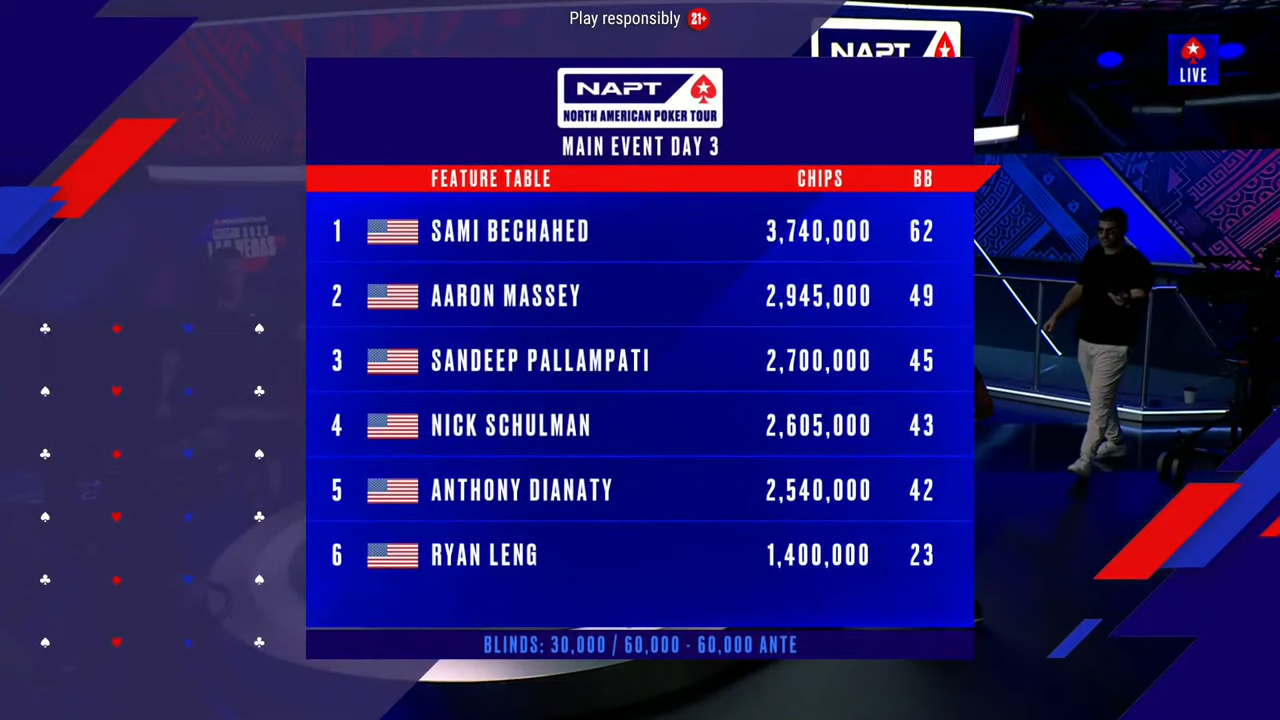 Play responsibly 21+
NAPT
LIVE
NAPT
NORTH AMERICAN POKER TOUR
MAIN EVENT DAY 3
FEATURE TABLE CHIPS BB
1 SAMI BECHAHED 3,740,000 62
2 AARON MASSEY 2,945,000 49
3 SANDEEP PALLAMPATI 2,700,000 45
4 NICK SCHULMAN 2,605,000 43
5 ANTHONY DIANATY 2,540,000 42
6 RYAN LENG 1,400,000 23
BLINDS: 30,000 / 60,000 - 60,000 ANTE